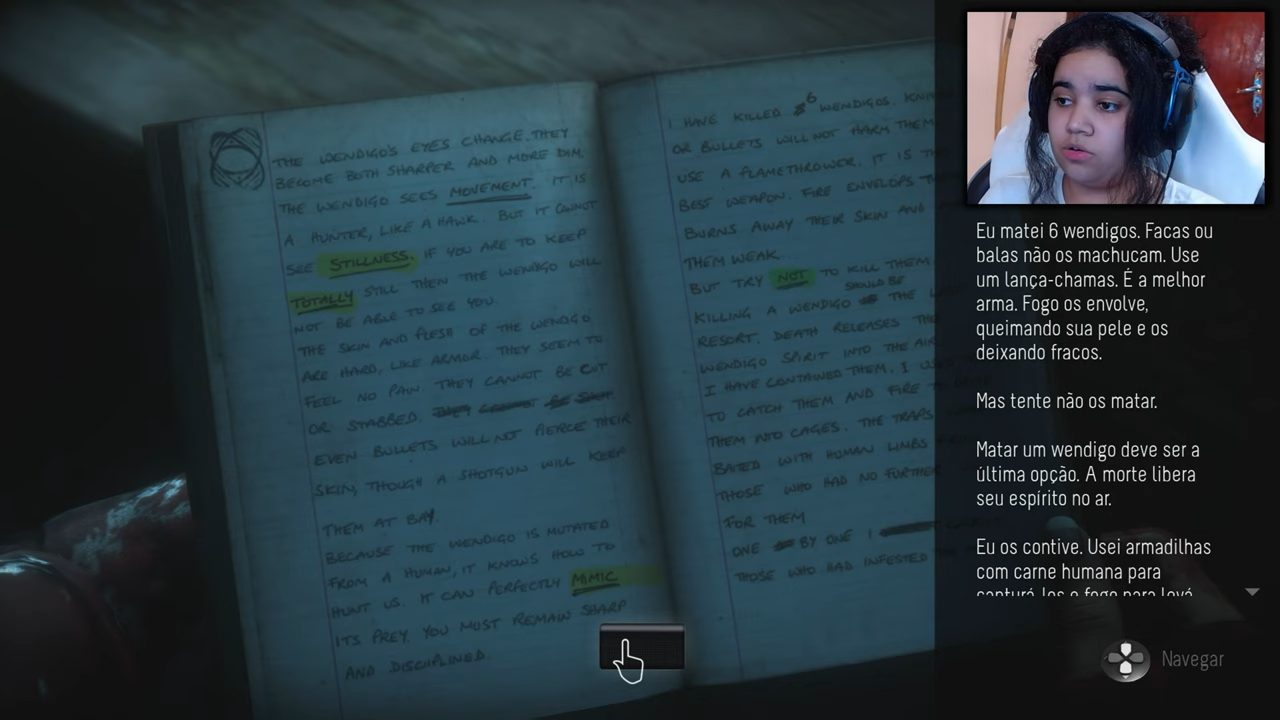 THE WENDIGO'S EYES CHANGE. THEY
BECOME BOTH SHARPER AND MORE DIM.
THE WENDIGO SEES MOVEMENT. IT IS
A HUNTER, LIKE A HAWK. BUT IT CANNOT
SEE STILLNESS. IF YOU ARE TO KEEP
TOTALLY STILL THEN THE WENDIGO WILL
NOT BE ABLE TO SEE YOU.
THE SKIN AND FLESH OF THE WENDIGO
ARE HARD, LIKE ARMOR. THEY SEEM TO
FEEL NO PAIN THEY CANNOT BE CUT
OR STABBED.
EVEN BULLETS WILL NOT PIERCE THEIR
SKIN, THOUGH A SHOTGUN WILL KEEP
THEM AT BAY.
BECAUSE THE WENDIGO IS MUTATED
FROM A HUMAN, IT KNOWS HOW TO
HUNT US. IT CAN PERFECTLY MIMIC
ITS PREY. YOU MUST REMAIN SHARP
AND DISCIPLINED.
I HAVE KILLED 6 WENDIGOS.
OR BULLETS WILL NOT HARM THEM
USE A FLAMETHROWER. IT IS
BEST WEAPON. FIRE ENVELOPS
BURNS AWAY THEIR SKIN AND
THEM WEAK.
BUT TRY NOT TO KILL THEM
KILLING A WENDIGO SHOULD BE THE
RESORT. DEATH RELEASES THE
WENDIGO SPIRIT INTO THE AIR
I HAVE CONTAINED THEM. I
TO CATCH THEM AND FIRE TO
THEM INTO CAGES. THE TRAPS
BAITED WITH HUMAN LIMBS
THOSE WHO HAD NO FURTHER
FOR THEM
ONE BY ONE I
THOSE WHO HAD INFESTED
Eu matei 6 wendigos. Facas ou
balas não os machucam. Use
um lança-chamas. É a melhor
arma. Fogo os envolve,
queimando sua pele e os
deixando fracos.
Mas tente não os matar.
Matar um wendigo deve ser a
última opção. A morte libera
seu espírito no ar.
Eu os contive. Usei armadilhas
com carne humana para
capturá-los e fogo para levá
Navegar